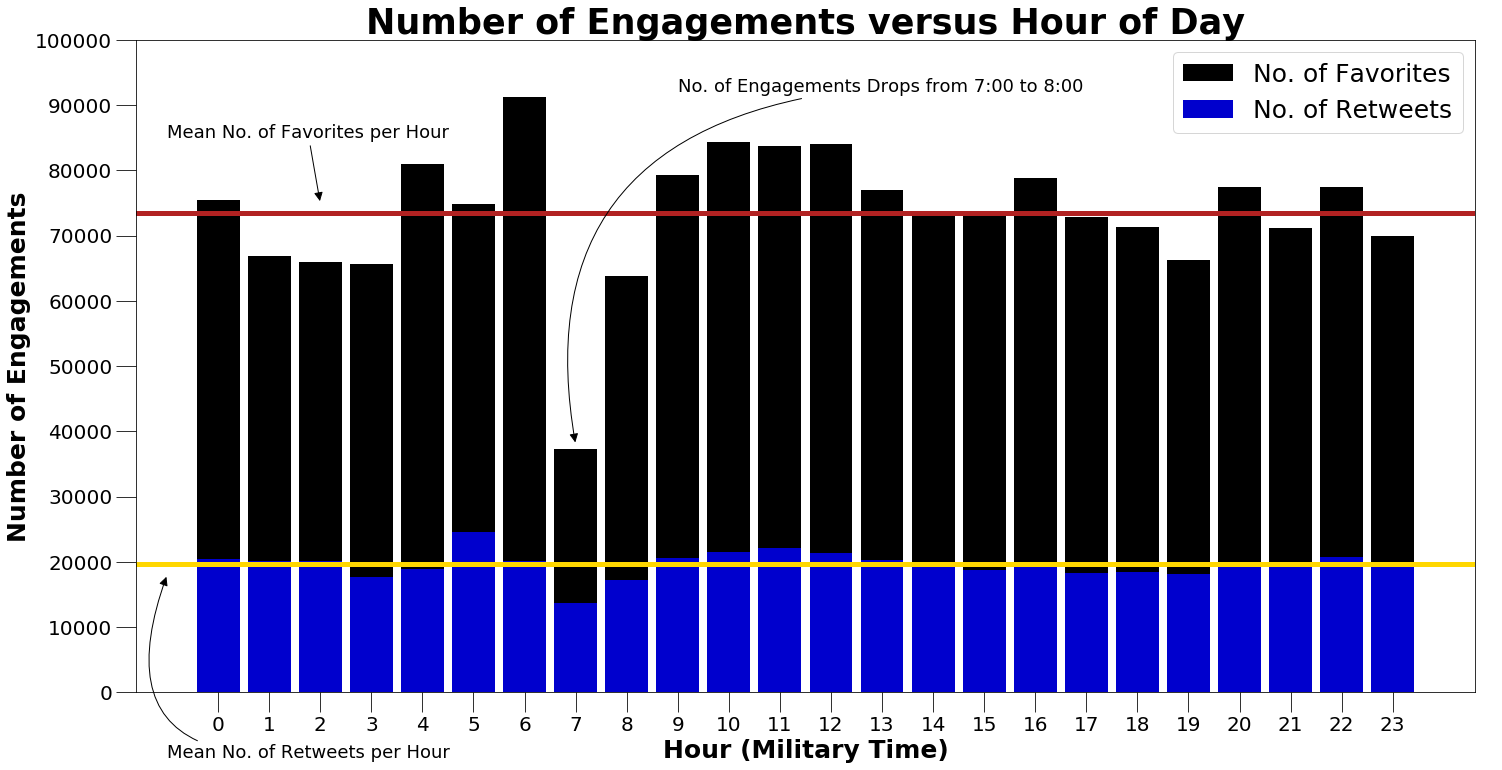 Number of Engagements versus Hour of Day
100000
90000
80000
70000
60000
50000
40000
30000
20000
10000
0
Number of Engagements
No. of Favorites
No. of Retweets
No. of Engagements Drops from 7:00 to 8:00
Mean No. of Favorites per Hour
0 1 2 3 4 5 6 7 8 9 10 11 12 13 14 15 16 17 18 19 20 21 22 23
Mean No. of Retweets per Hour
Hour (Military Time)